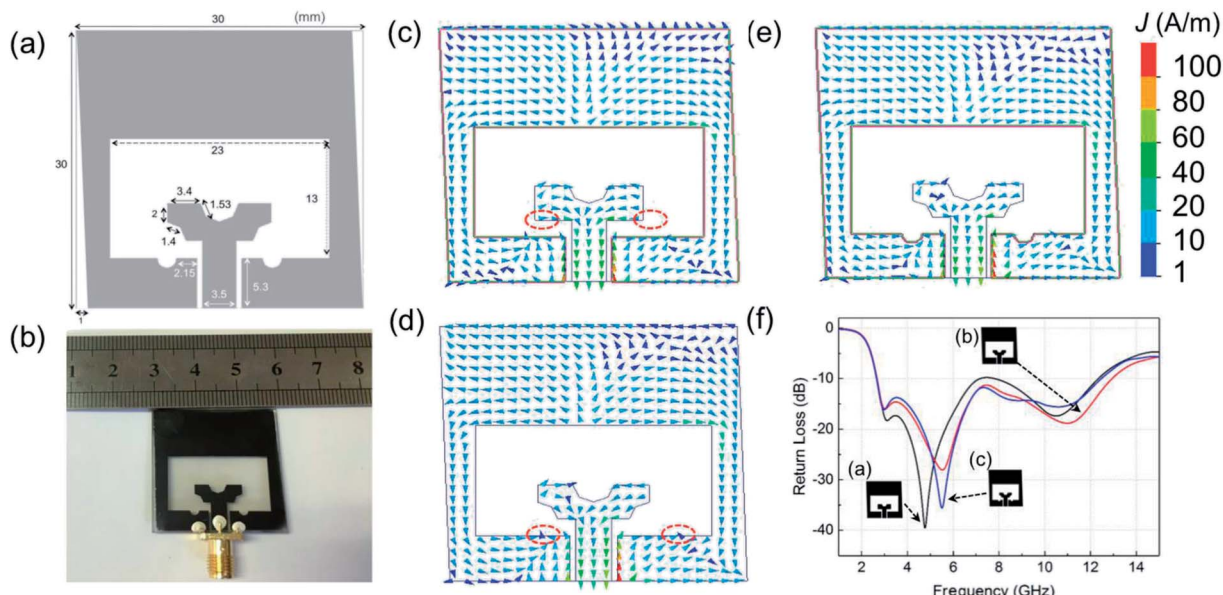 (a)
30
(mm)
30
23
13
3.4
1.53
2
1.4
2.15
5.3
3.5
1
(b)
1 2 3 4 5 6 7 8
(c)
(d)
(e)
J (A/m)
100
80
60
40
20
10
1
(f)
0
-10
-20
-30
-40
Return Loss (dB)
2 4 6 8 10 12 14
Frequency (GHz)
(a)
(b)
(c)